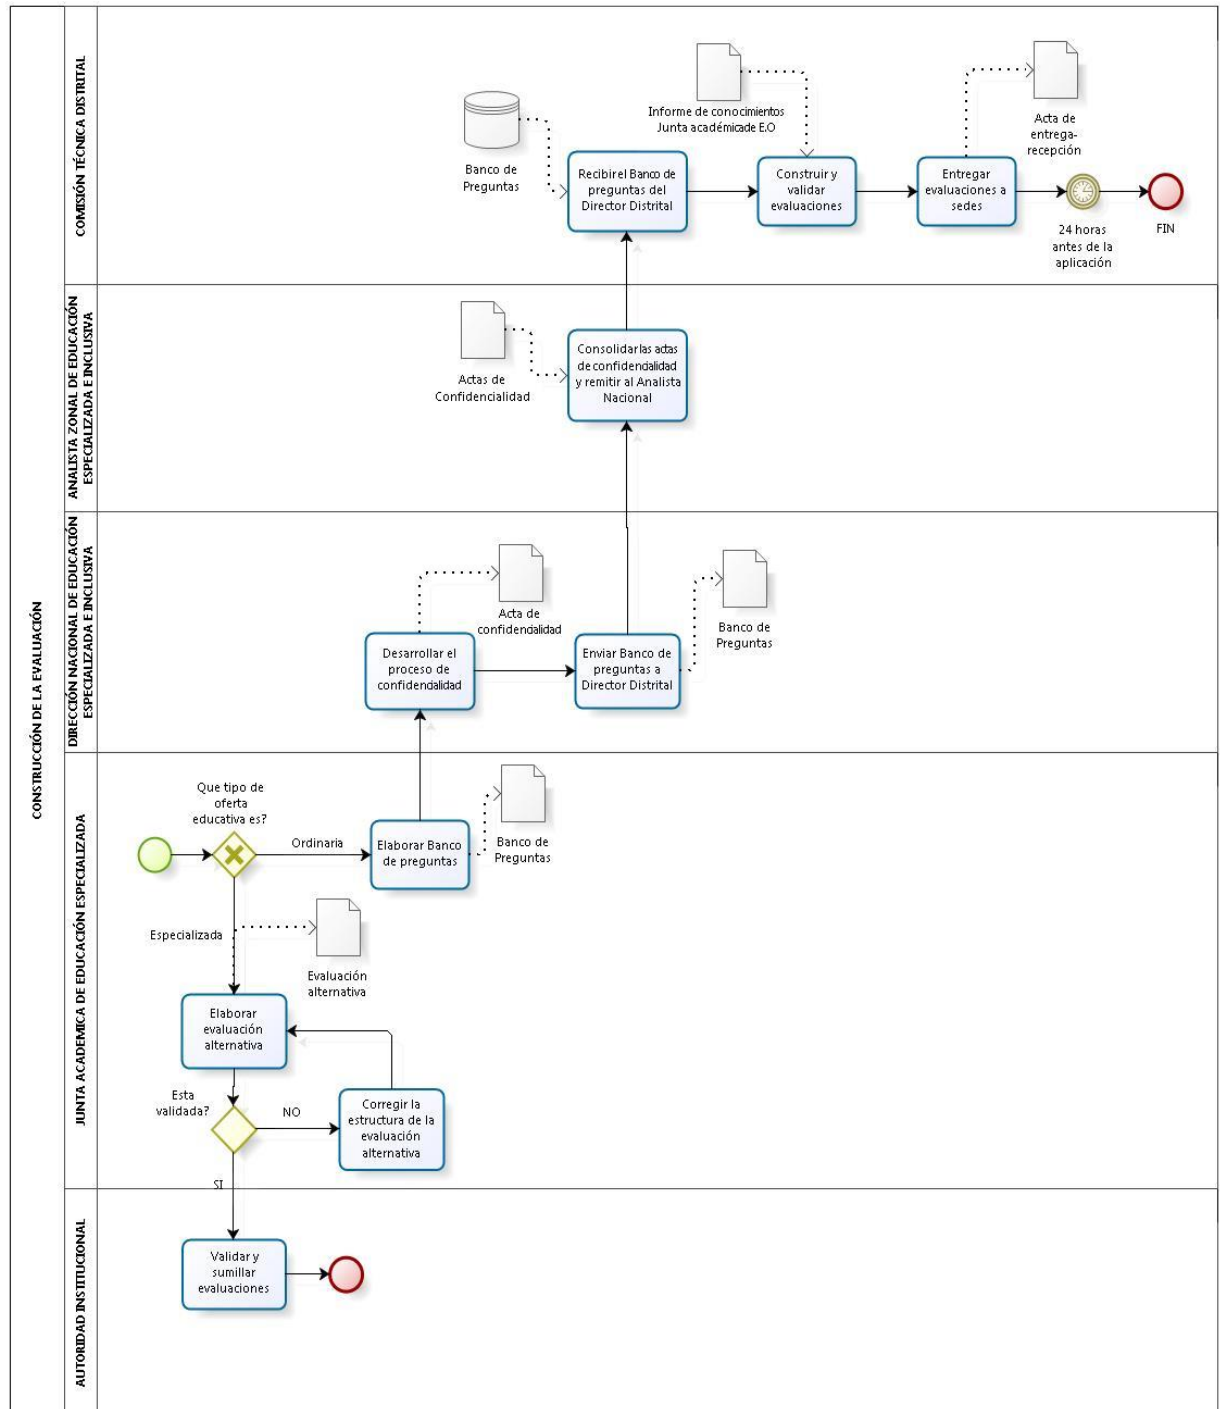 CONSTRUCCIÓN DE LA EVALUACIÓN
COMISIÓN TÉCNICA DISTRITAL
Banco de
Preguntas
Informe de conocimientos
Junta académicade E.O
Acta de
entrega-
recepción
Recibirel Banco de
preguntas del
Director Distrital
Construir y
validar
evaluaciones
Entregar
evaluaciones a
sedes
24 horas
antes de la
aplicación
FIN
ANALISTA ZONAL DE EDUCACIÓN
ESPECIALIZADA E INCLUSIVA
Actas de
Confidencialidad
Consolidarlas actas
de confidencialidad
y remitir al Analista
Nacional
DIRECCIÓN NACIONAL DE EDUCACIÓN
ESPECIALIZADA E INCLUSIVA
Acta de
confidencialidad
Banco de
Preguntas
Desarrollar el
proceso de
confidencialidad
Enviar Banco de
preguntas a
Director Distrital
JUNTA ACADEMICA DE EDUCACIÓN ESPECIALIZADA
Que tipo de
oferta
educativa es?
Ordinaria
Elaborar Banco
de preguntas
Banco de
Preguntas
Especializada
Evaluación
alternativa
Elaborar
evaluación
alternativa
Esta
validada?
NO
Corregir la
estructura de la
evaluación
alternativa
SI
AUTORIDAD INSTITUCIONAL
Validar y
sumillar
evaluaciones